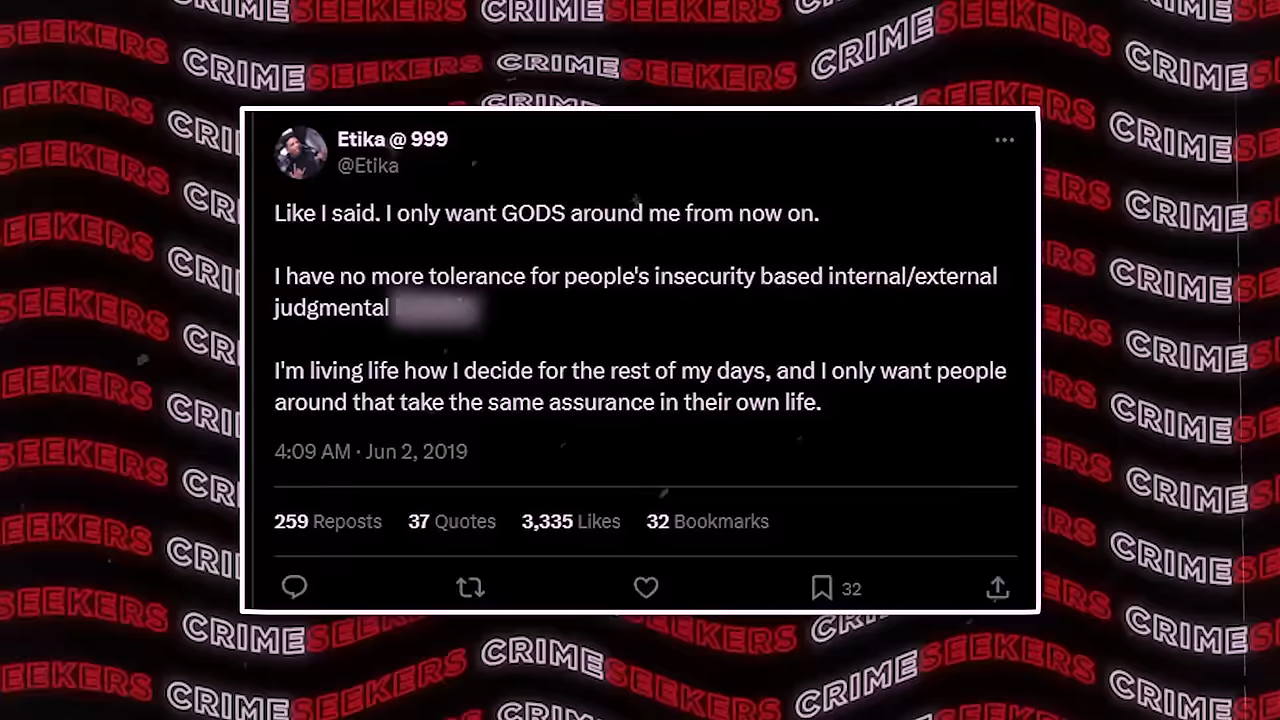 CRIMESEEKERS
Etika @ 999
@Etika
Like I said. I only want GODS around me from now on.
I have no more tolerance for people's insecurity based internal/external
judgmental
I'm living life how I decide for the rest of my days, and I only want people
around that take the same assurance in their own life.
4:09 AM · Jun 2, 2019
259 Reposts 37 Quotes 3,335 Likes 32 Bookmarks
32